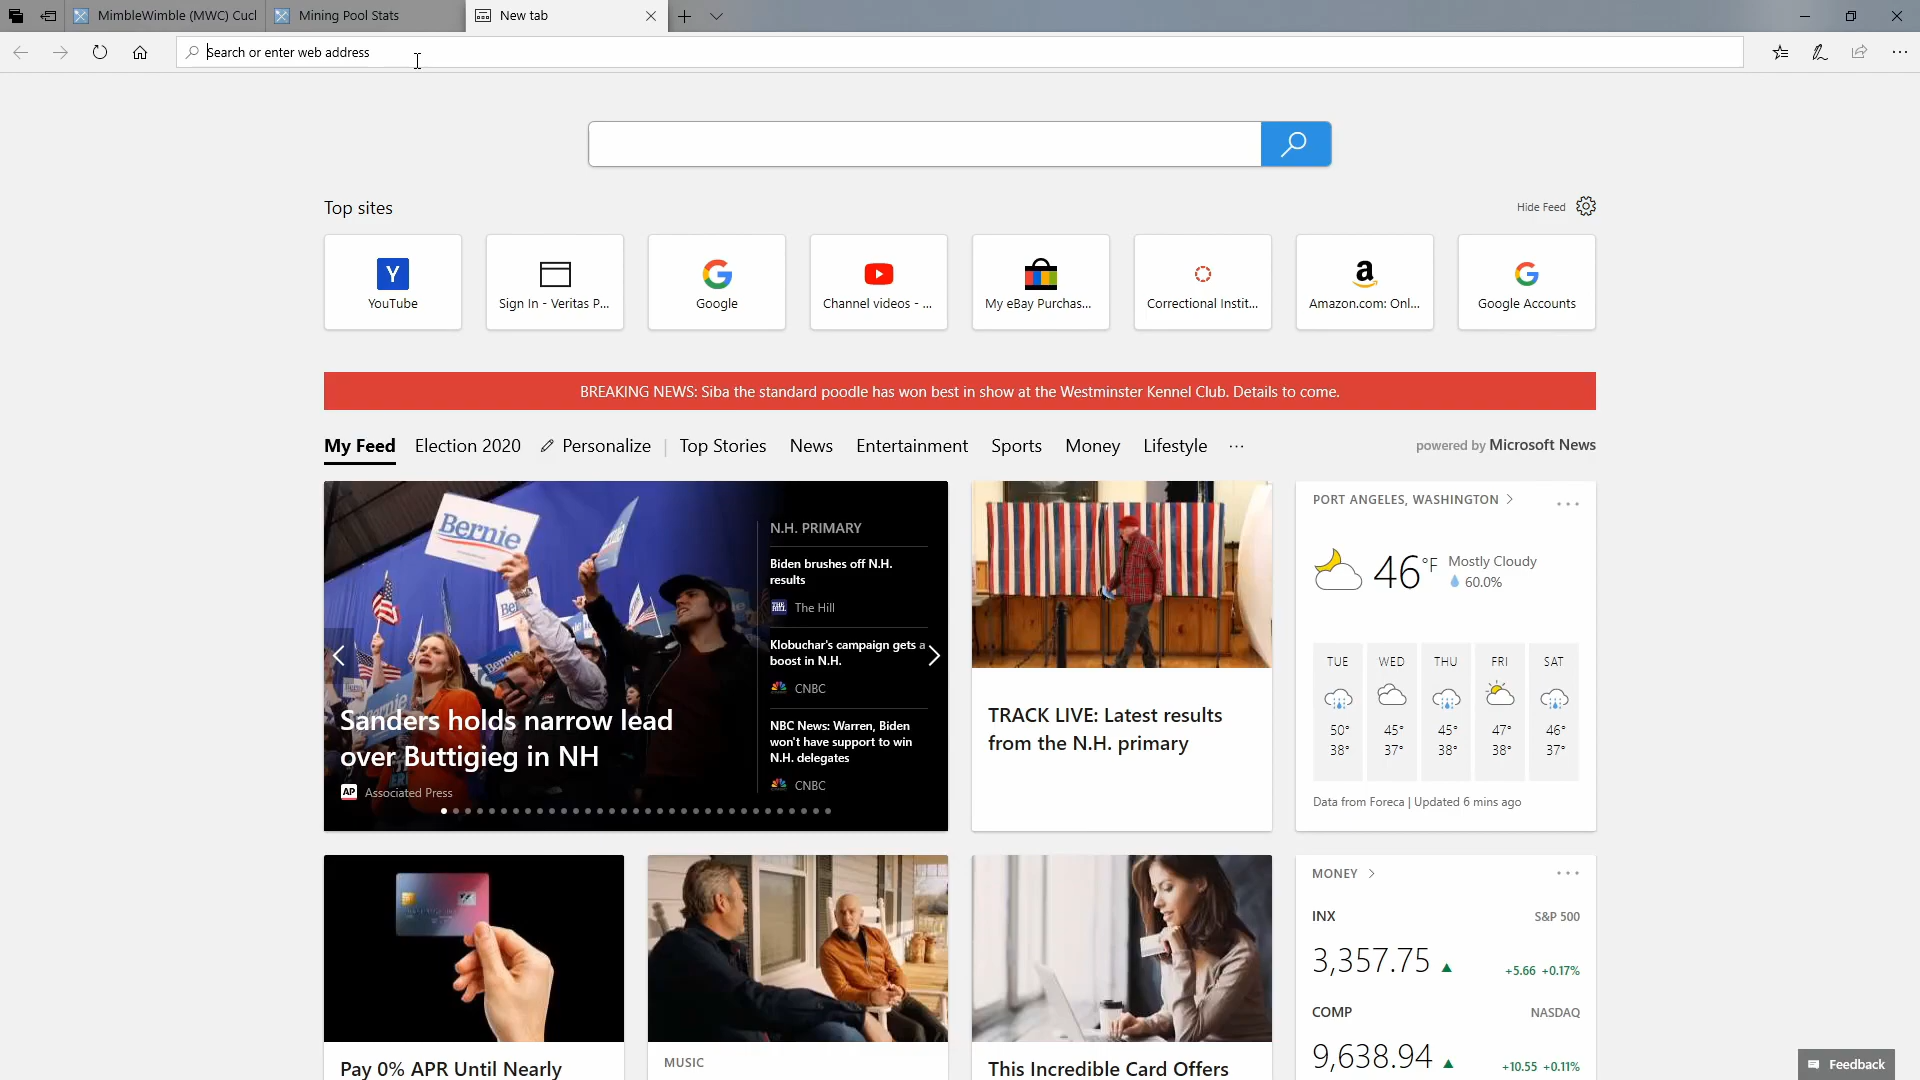 MimbleWimble (MWC) Cucl
Mining Pool Stats
New tab
Search or enter web address
Top sites
Hide Feed
Y
YouTube
Sign In - Veritas P...
Google
Channel videos - ...
My eBay Purchas...
Correctional Instit...
a
Amazon.com: Onl...
Google Accounts
BREAKING NEWS: Siba the standard poodle has won best in show at the Westminster Kennel Club. Details to come.
My Feed
Election 2020
Personalize
Top Stories
News
Entertainment
Sports
Money
Lifestyle
powered by Microsoft News
Bernie
Bernie
N.H. PRIMARY
Biden brushes off N.H.
results
The Hill
Klobuchar's campaign gets a
boost in N.H.
CNBC
NBC News: Warren, Biden
won't have support to win
N.H. delegates
CNBC
Sanders holds narrow lead
over Buttigieg in NH
AP Associated Press
TRACK LIVE: Latest results
from the N.H. primary
PORT ANGELES, WASHINGTON
46°F
Mostly Cloudy
60.0%
TUE WED THU FRI SAT
50° 45° 45° 47° 46°
38° 37° 38° 38° 37°
Data from Foreca | Updated 6 mins ago
Pay 0% APR Until Nearly
MUSIC
This Incredible Card Offers
MONEY
INX
S&P 500
3,357.75
+5.66 +0.17%
COMP
NASDAQ
9,638.94
+10.55 +0.11%
Feedback